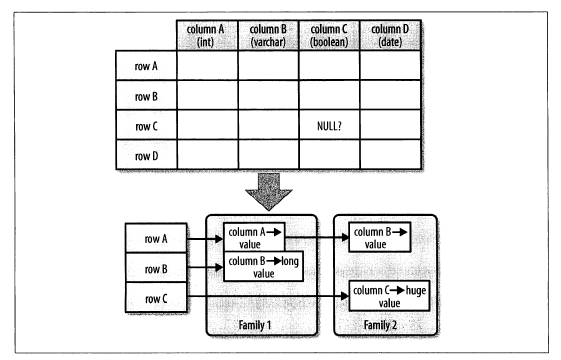 column A column B column C column D
(int) (varchar) (boolean) (date)
row A
row B
row C NULL?
row D
row A column A→ value column B→ value
row B column B→long value
row C column C→huge value
Family 1 Family 2